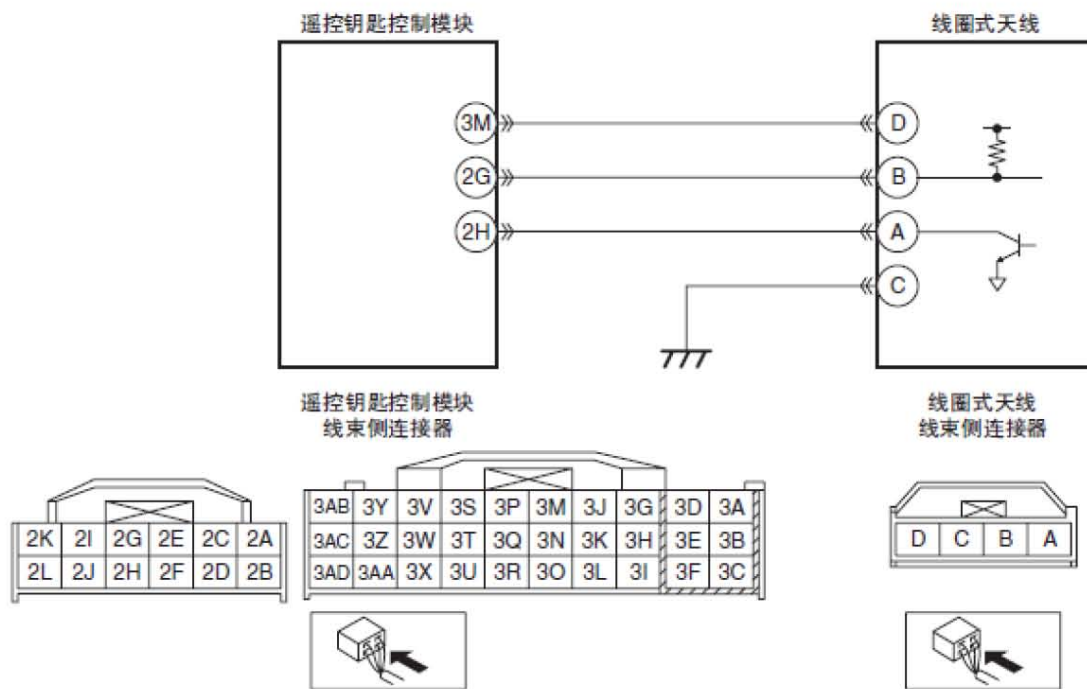 遥控钥匙控制模块
线圈式天线
3M
D
2G
B
2H
A
C
遥控钥匙控制模块
线束侧连接器
线圈式天线
线束侧连接器
2K 2I 2G 2E 2C 2A
2L 2J 2H 2F 2D 2B
3AB 3Y 3V 3S 3P 3M 3J 3G 3D 3A
3AC 3Z 3W 3T 3Q 3N 3K 3H 3E 3B
3AD 3AA 3X 3U 3R 3O 3L 3I 3F 3C
D C B A